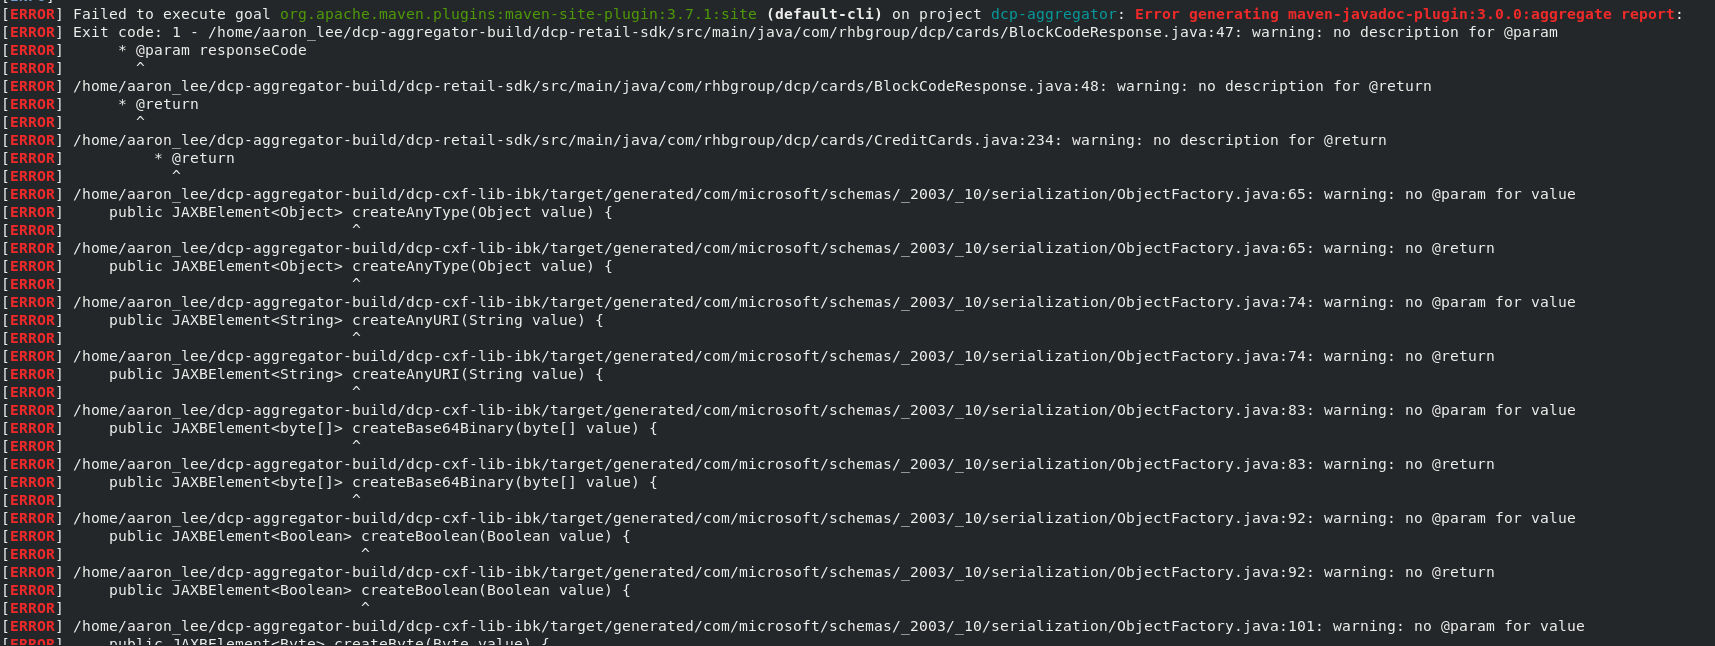 [ERROR] Failed to execute goal org.apache.maven.plugins:maven-site-plugin:3.7.1:site (default-cli) on project dcp-aggregator: Error generating maven-javadoc-plugin:3.0.0:aggregate report:
[ERROR] Exit code: 1 - /home/aaron_lee/dcp-aggregator-build/dcp-retail-sdk/src/main/java/com/rhbgroup/dcp/cards/BlockCodeResponse.java:47: warning: no description for @param
[ERROR]      * @param responseCode
[ERROR]        ^
[ERROR] /home/aaron_lee/dcp-aggregator-build/dcp-retail-sdk/src/main/java/com/rhbgroup/dcp/cards/BlockCodeResponse.java:48: warning: no description for @return
[ERROR]      * @return
[ERROR]        ^
[ERROR] /home/aaron_lee/dcp-aggregator-build/dcp-retail-sdk/src/main/java/com/rhbgroup/dcp/cards/CreditCards.java:234: warning: no description for @return
[ERROR]          * @return
[ERROR]            ^
[ERROR] /home/aaron_lee/dcp-aggregator-build/dcp-cxf-lib-ibk/target/generated/com/microsoft/schemas/_2003/_10/serialization/ObjectFactory.java:65: warning: no @param for value
[ERROR]     public JAXBElement<Object> createAnyType(Object value) {
[ERROR]                                ^
[ERROR] /home/aaron_lee/dcp-aggregator-build/dcp-cxf-lib-ibk/target/generated/com/microsoft/schemas/_2003/_10/serialization/ObjectFactory.java:65: warning: no @return
[ERROR]     public JAXBElement<Object> createAnyType(Object value) {
[ERROR]                                ^
[ERROR] /home/aaron_lee/dcp-aggregator-build/dcp-cxf-lib-ibk/target/generated/com/microsoft/schemas/_2003/_10/serialization/ObjectFactory.java:74: warning: no @param for value
[ERROR]     public JAXBElement<String> createAnyURI(String value) {
[ERROR]                                ^
[ERROR] /home/aaron_lee/dcp-aggregator-build/dcp-cxf-lib-ibk/target/generated/com/microsoft/schemas/_2003/_10/serialization/ObjectFactory.java:74: warning: no @return
[ERROR]     public JAXBElement<String> createAnyURI(String value) {
[ERROR]                                ^
[ERROR] /home/aaron_lee/dcp-aggregator-build/dcp-cxf-lib-ibk/target/generated/com/microsoft/schemas/_2003/_10/serialization/ObjectFactory.java:83: warning: no @param for value
[ERROR]     public JAXBElement<byte[]> createBase64Binary(byte[] value) {
[ERROR]                                ^
[ERROR] /home/aaron_lee/dcp-aggregator-build/dcp-cxf-lib-ibk/target/generated/com/microsoft/schemas/_2003/_10/serialization/ObjectFactory.java:83: warning: no @return
[ERROR]     public JAXBElement<byte[]> createBase64Binary(byte[] value) {
[ERROR]                                ^
[ERROR] /home/aaron_lee/dcp-aggregator-build/dcp-cxf-lib-ibk/target/generated/com/microsoft/schemas/_2003/_10/serialization/ObjectFactory.java:92: warning: no @param for value
[ERROR]     public JAXBElement<Boolean> createBoolean(Boolean value) {
[ERROR]                                 ^
[ERROR] /home/aaron_lee/dcp-aggregator-build/dcp-cxf-lib-ibk/target/generated/com/microsoft/schemas/_2003/_10/serialization/ObjectFactory.java:92: warning: no @return
[ERROR]     public JAXBElement<Boolean> createBoolean(Boolean value) {
[ERROR]                                 ^
[ERROR] /home/aaron_lee/dcp-aggregator-build/dcp-cxf-lib-ibk/target/generated/com/microsoft/schemas/_2003/_10/serialization/ObjectFactory.java:101: warning: no @param for value
[ERROR]     public JAXBElement<Byte> createByte(Byte value) {